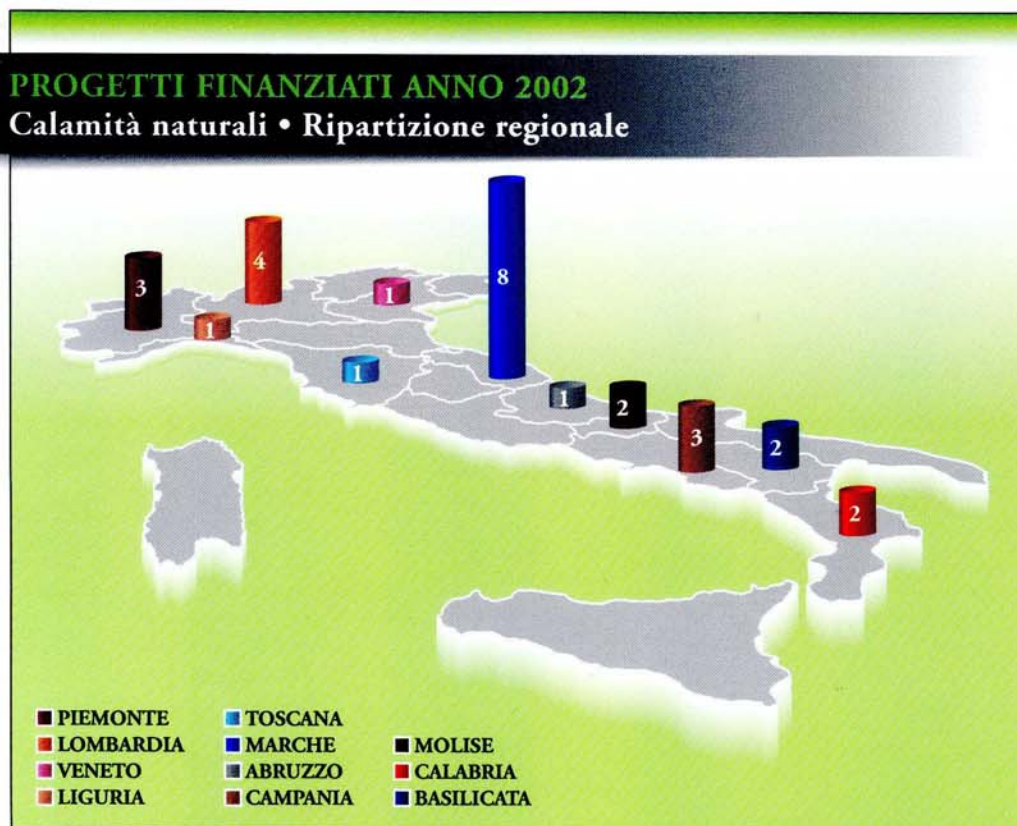 PROGETTI FINANZIATI ANNO 2002
Calamità naturali • Ripartizione regionale
8
4
3
1
1
1
1
2
3
2
2
PIEMONTE
LOMBARDIA
VENETO
LIGURIA
TOSCANA
MARCHE
ABRUZZO
CAMPANIA
MOLISE
CALABRIA
BASILICATA